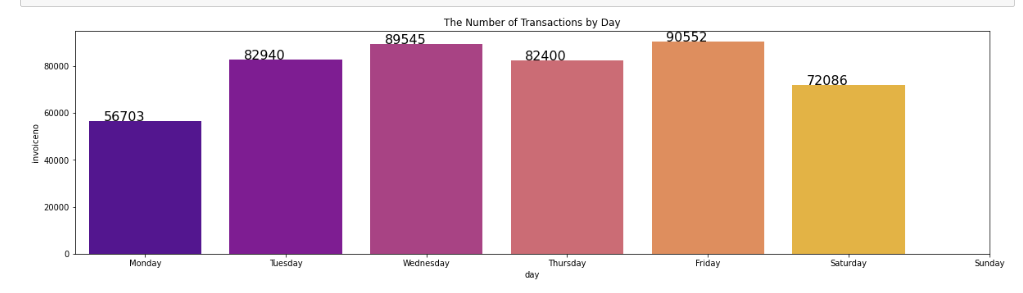 The Number of Transactions by Day
56703
82940
89545
82400
90552
72086
80000
60000
40000
20000
0
invoiceno
Monday Tuesday Wednesday Thursday Friday Saturday Sunday
day